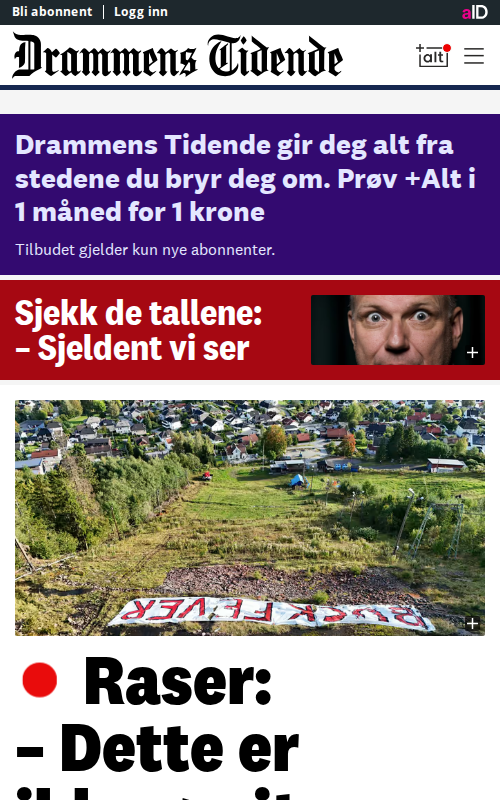 Bli abonnent
Logg inn
aID
Drammens Tidende
+alt
Drammens Tidende gir deg alt fra
stedene du bryr deg om. Prøv +Alt i
1 måned for 1 krone
Tilbudet gjelder kun nye abonnenter.
Sjekk de tallene:
– Sjeldent vi ser
+
FEVER
+
Raser:
– Dette er